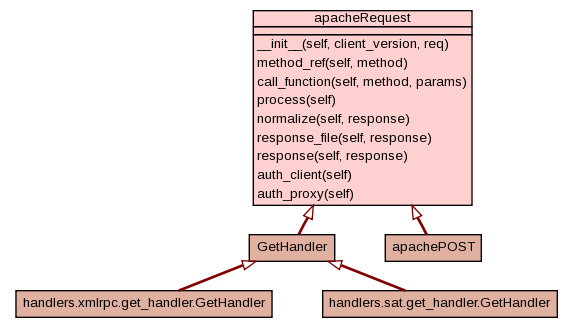 apacheRequest
__init__(self, client_version, req)
method_ref(self, method)
call_function(self, method, params)
process(self)
normalize(self, response)
response_file(self, response)
response(self, response)
auth_client(self)
auth_proxy(self)
GetHandler
apachePOST
handlers.xmlrpc.get_handler.GetHandler
handlers.sat.get_handler.GetHandler